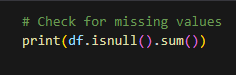 # Check for missing values
print(df.isnull().sum())